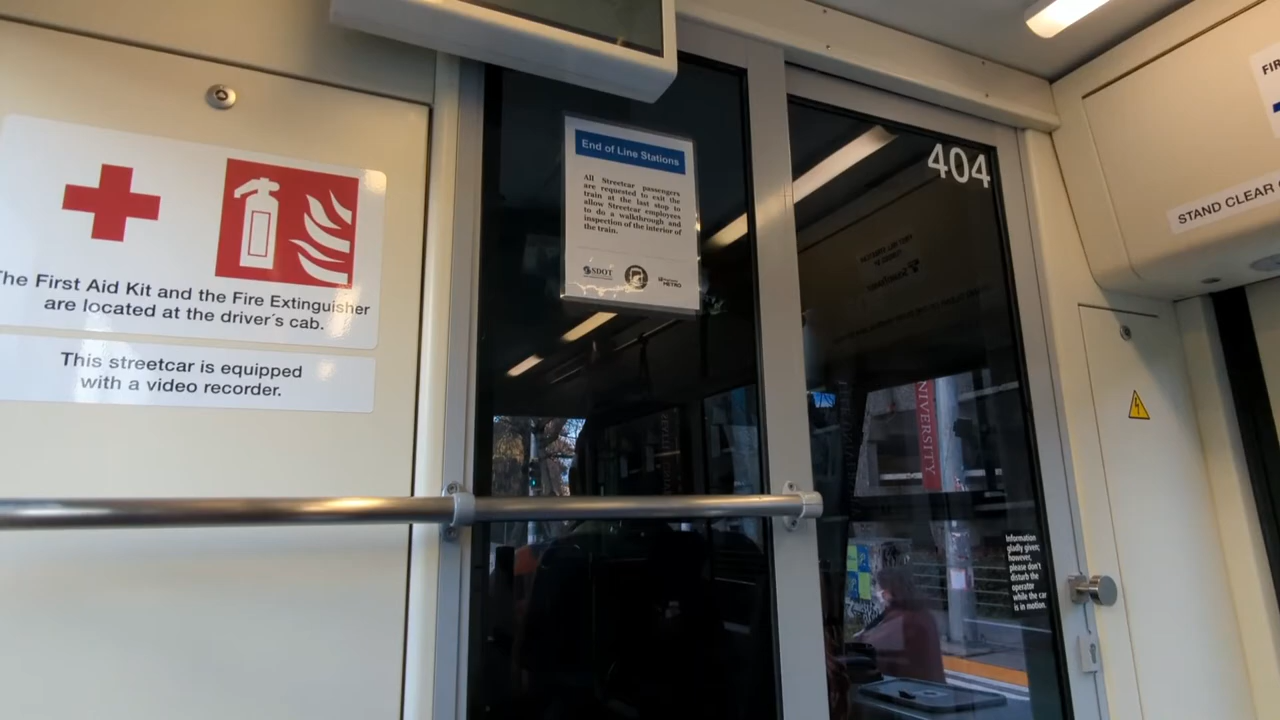 The First Aid Kit and the Fire Extinguisher
are located at the driver´s cab.
This streetcar is equipped
with a video recorder.
End of Line Stations
All Streetcar passengers
are requested to exit the
train at the last stop to
allow Streetcar employees
to do a walkthrough and
inspection of the interior of
the train.
SDOT
METRO
404
NIVERSITY
Information
gladly given;
however,
please don't
disturb the
operator
while the car
is in motion.
FIR
STAND CLEAR